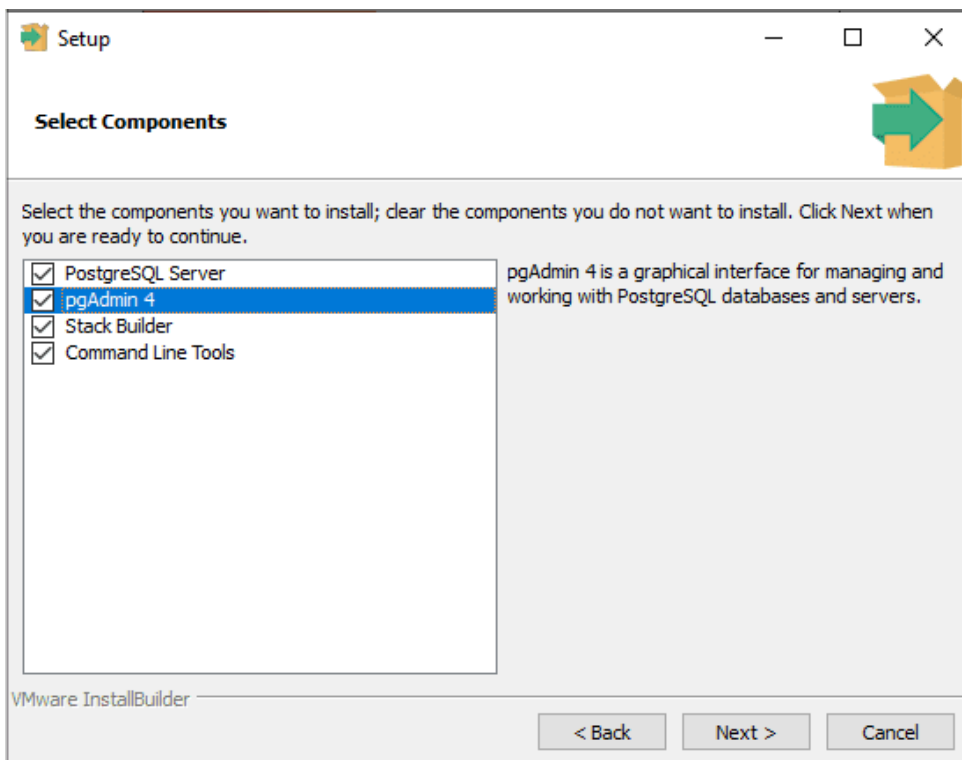 Setup
Select Components
Select the components you want to install; clear the components you do not want to install. Click Next when
you are ready to continue.
PostgreSQL Server
pgAdmin 4
Stack Builder
Command Line Tools
pgAdmin 4 is a graphical interface for managing and
working with PostgreSQL databases and servers.
VMware InstallBuilder
< Back
Next >
Cancel